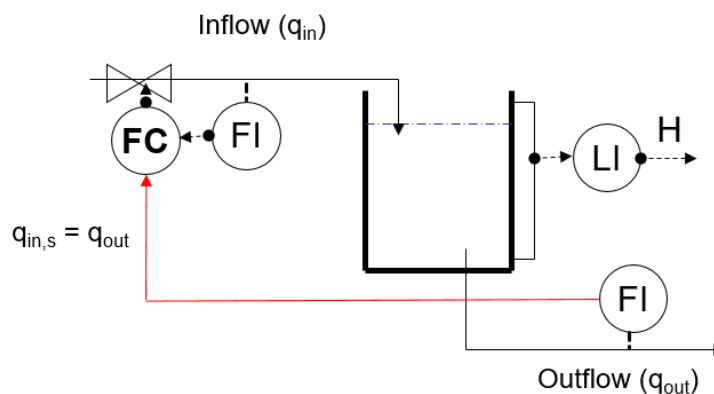 Inflow (qin)
FC
FI
LI
H
qin,s = qout
FI
Outflow (qout)